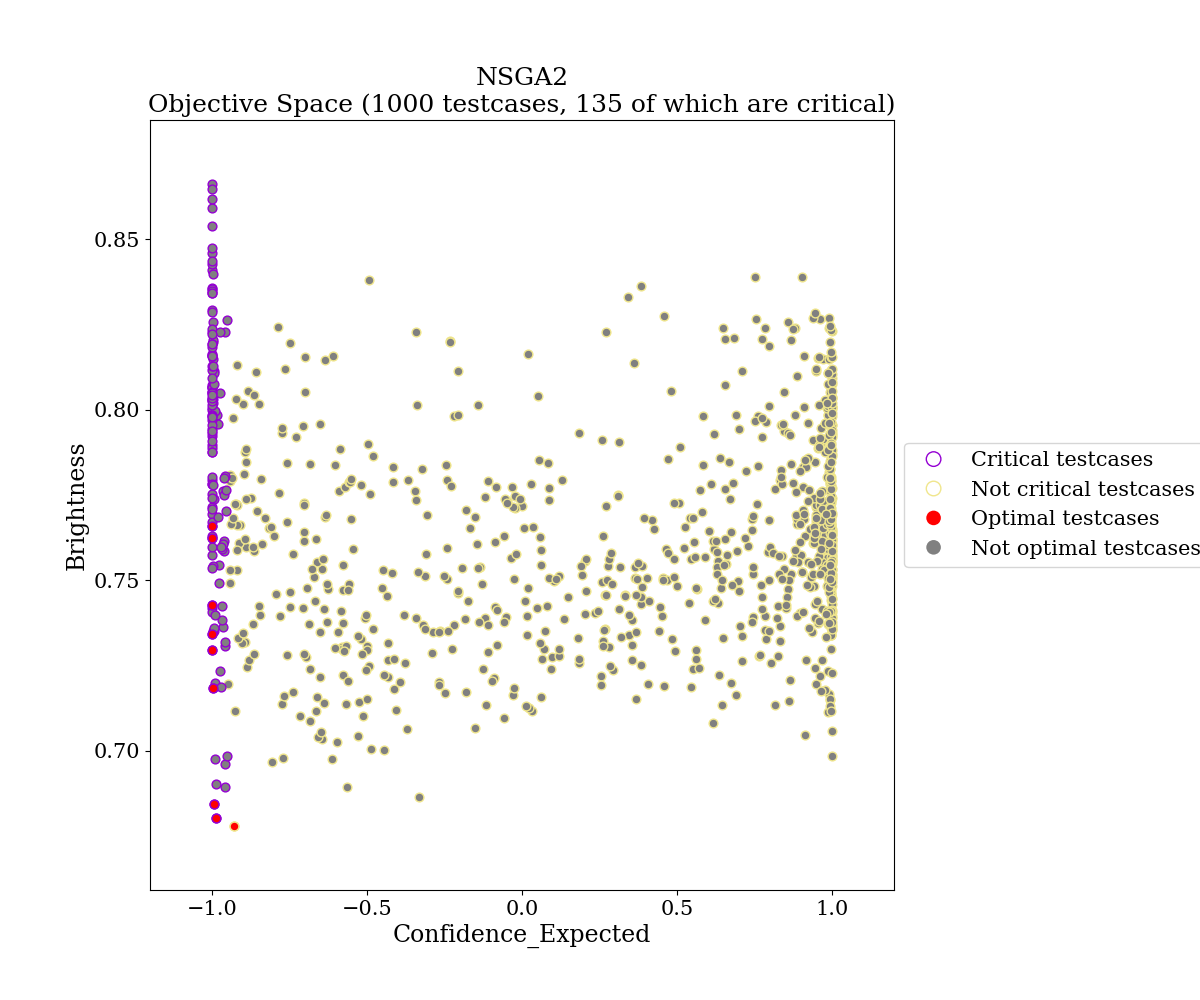 NSGA2
Objective Space (1000 testcases, 135 of which are critical)
0.85
0.80
0.75
0.70
Brightness
−1.0
−0.5
0.0
0.5
1.0
Confidence_Expected
Critical testcases
Not critical testcases
Optimal testcases
Not optimal testcases